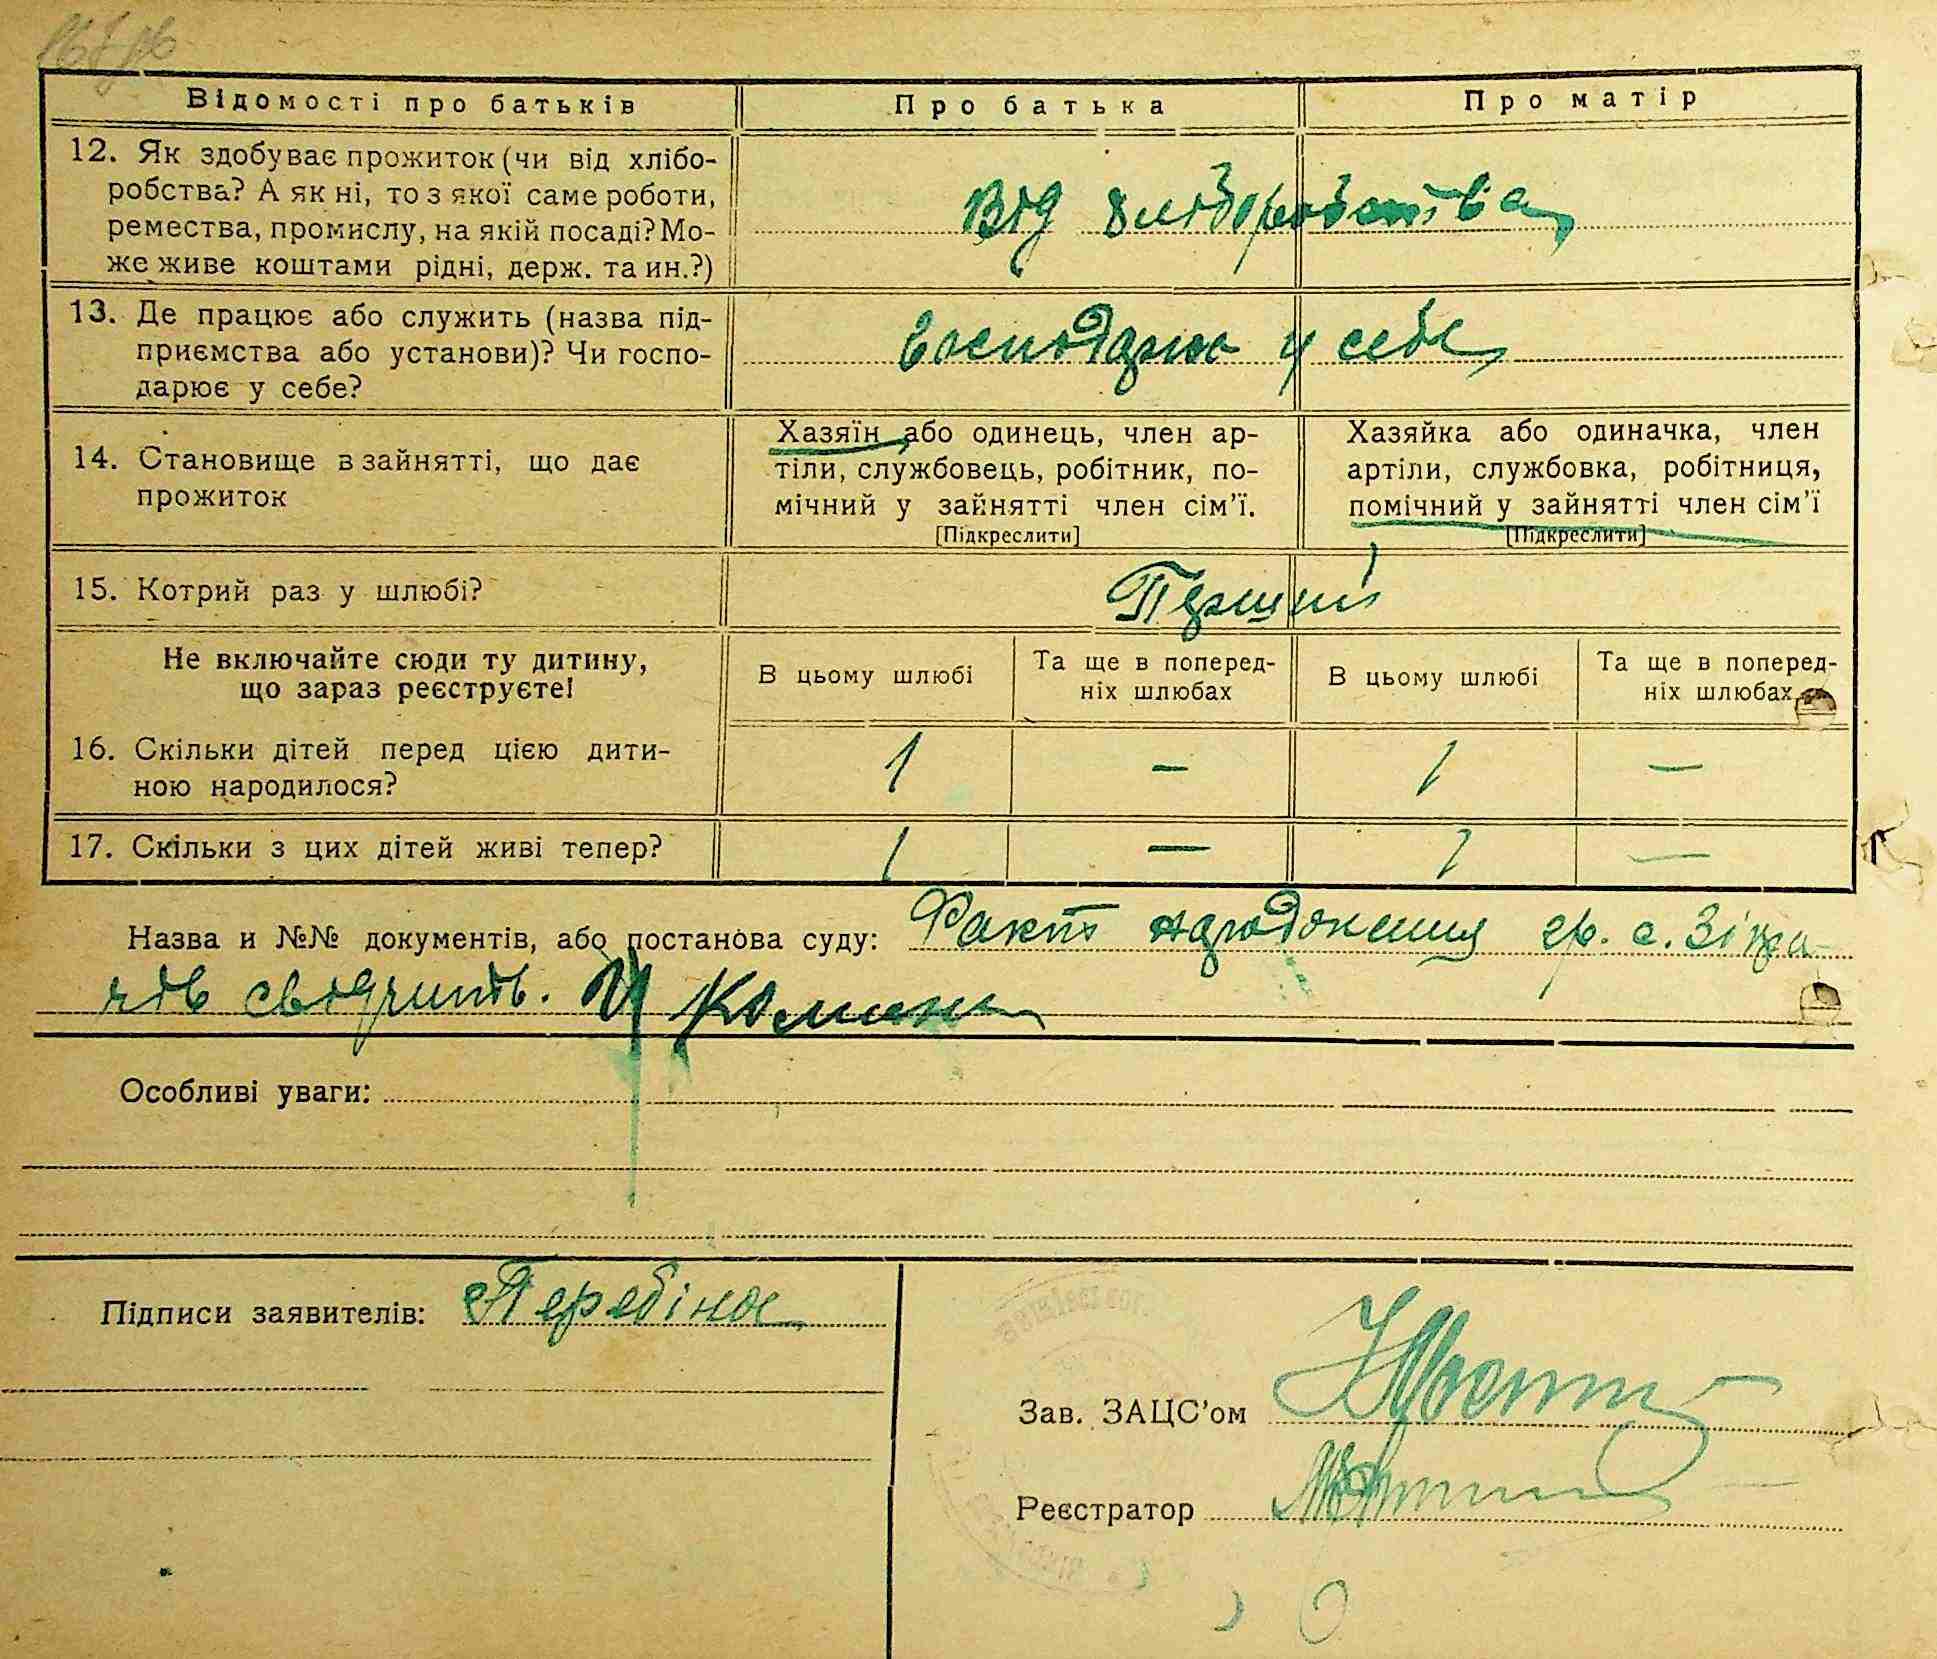 Відомості про батьків
Про батька
Про матір
12. Як здобуває прожиток (чи від хлібо-
робства? А як ні, то з якої саме роботи,
ремества, промислу, на якій посаді? Мо-
же живе коштами рідні, держ. та ин.?)
Від хліборобства
13. Де працює або служить (назва під-
приємства або установи)? Чи госпо-
дарює у себе?
у себе
14. Становище в зайнятті, що дає
прожиток
Хазяїн або одинець, член ар-
тіли, службовець, робітник, по-
мічний у зайнятті член сім'ї.
[Підкреслити]
Хазяйка або одиначка, член
артіли, службовка, робітниця,
помічний у зайнятті член сім'ї
[Підкреслити]
15. Котрий раз у шлюбі?
Перший
Не включайте сюди ту дитину,
що зараз реєструєте!
В цьому шлюбі
Та ще в поперед-
ніх шлюбах
В цьому шлюбі
Та ще в поперед-
ніх шлюбах
16. Скільки дітей перед цією дити-
ною народилося?
1 — 1 —
17. Скільки з цих дітей живі тепер?
1 — 1 —
Назва и №№ документів, або постанова суду: Факт народження гр. с.
свідчить.
Особливі уваги:
Підписи заявителів:
Зав. ЗАЦС'ом
Реєстратор